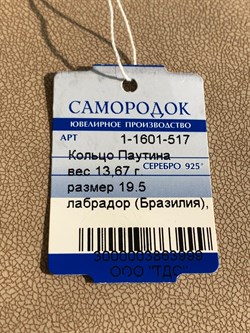 САМОРОДОК
ЮВЕЛИРНОЕ ПРОИЗВОДСТВО
АРТ 1-1601-517
Кольцо Паутина
вес 13,67 г. СЕРЕБРО 925°
размер 19.5
лабрадор (Бразилия),
ООО "ТДС"